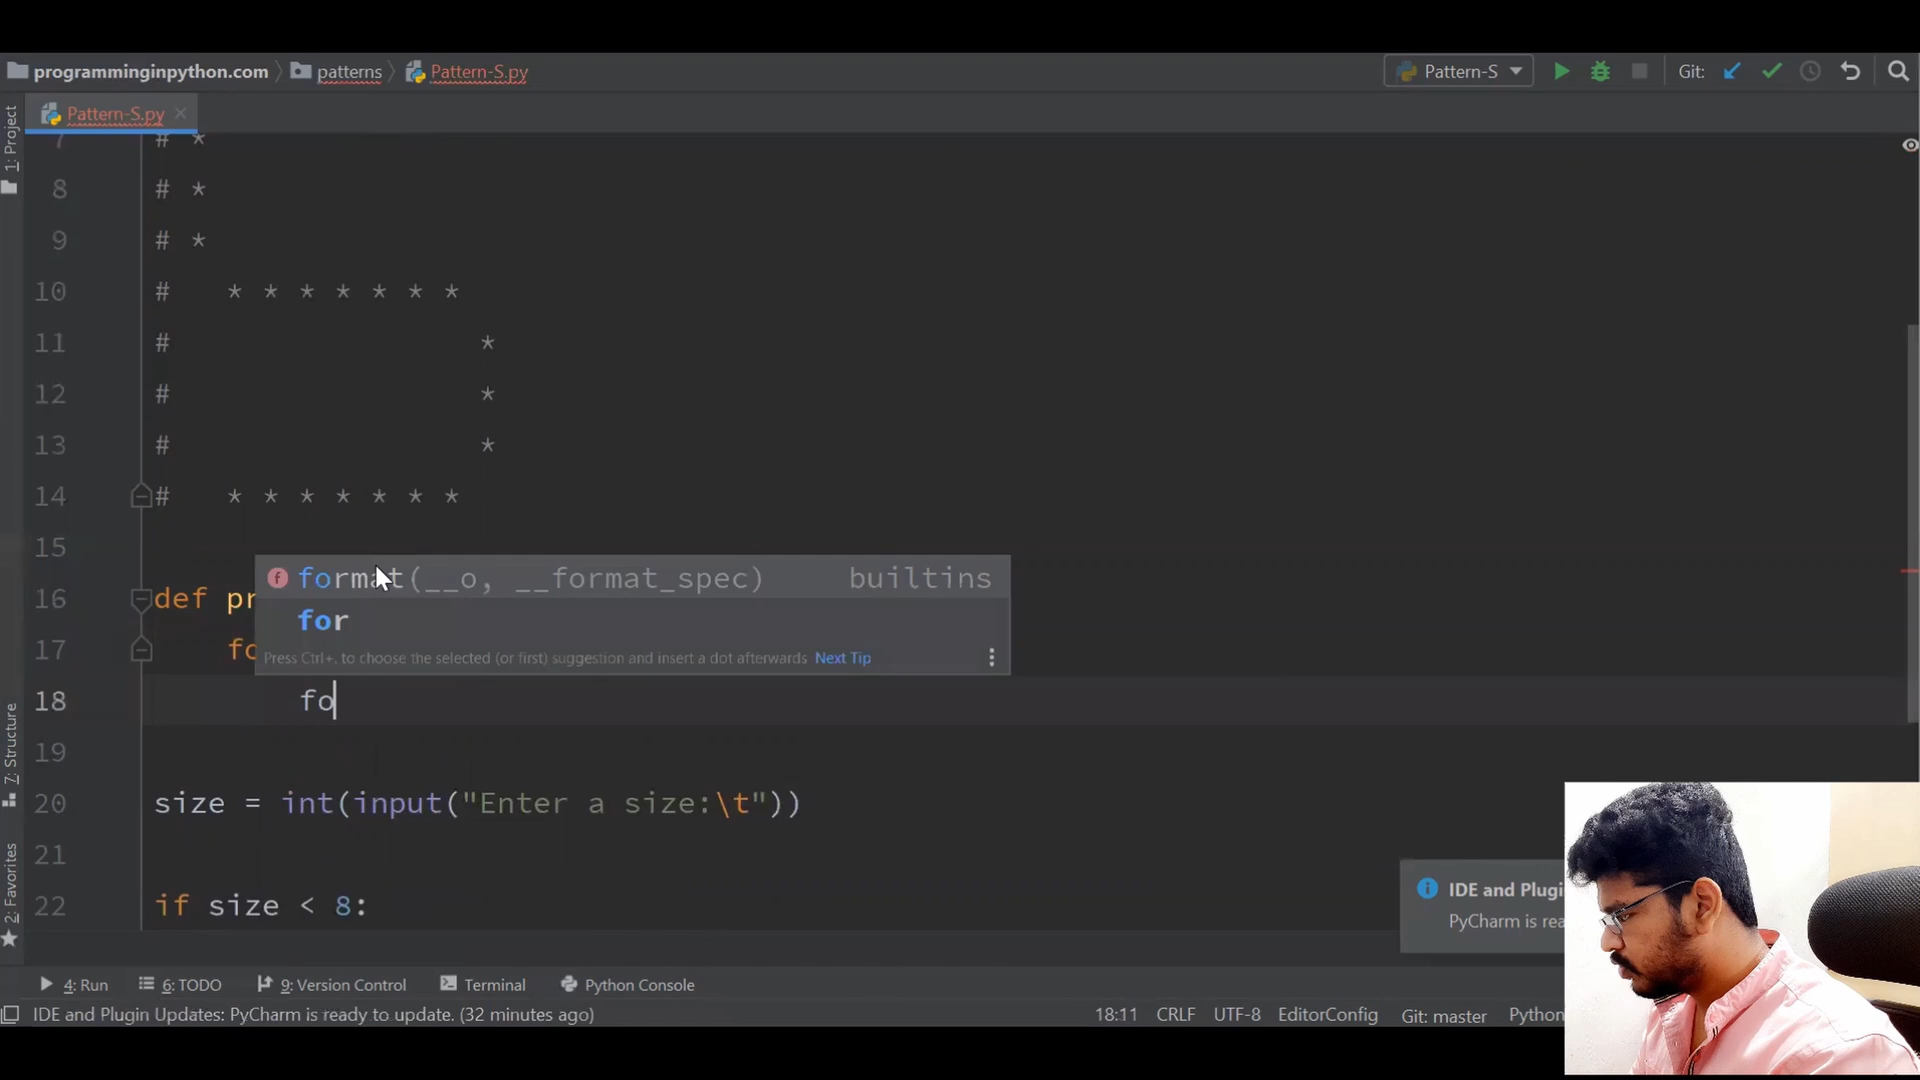 programminginpython.com patterns Pattern-S.py Pattern-S Git:
Pattern-S.py
1: Project
7 # *
8 # *
9 # *
10 # * * * * * * *
11 # *
12 # *
13 # *
14 # * * * * * * *
15
format(__o, __format_spec) builtins
16 def pr
for
17 fo
Press Ctrl+. to choose the selected (or first) suggestion and insert a dot afterwards Next Tip
18 fo
19
7: Structure
20 size = int(input("Enter a size:\t"))
21
2: Favorites
22 if size < 8:
IDE and Plugi
PyCharm is rea
4: Run 6: TODO 9: Version Control Terminal Python Console
IDE and Plugin Updates: PyCharm is ready to update. (32 minutes ago) 18:11 CRLF UTF-8 EditorConfig Git: master Python